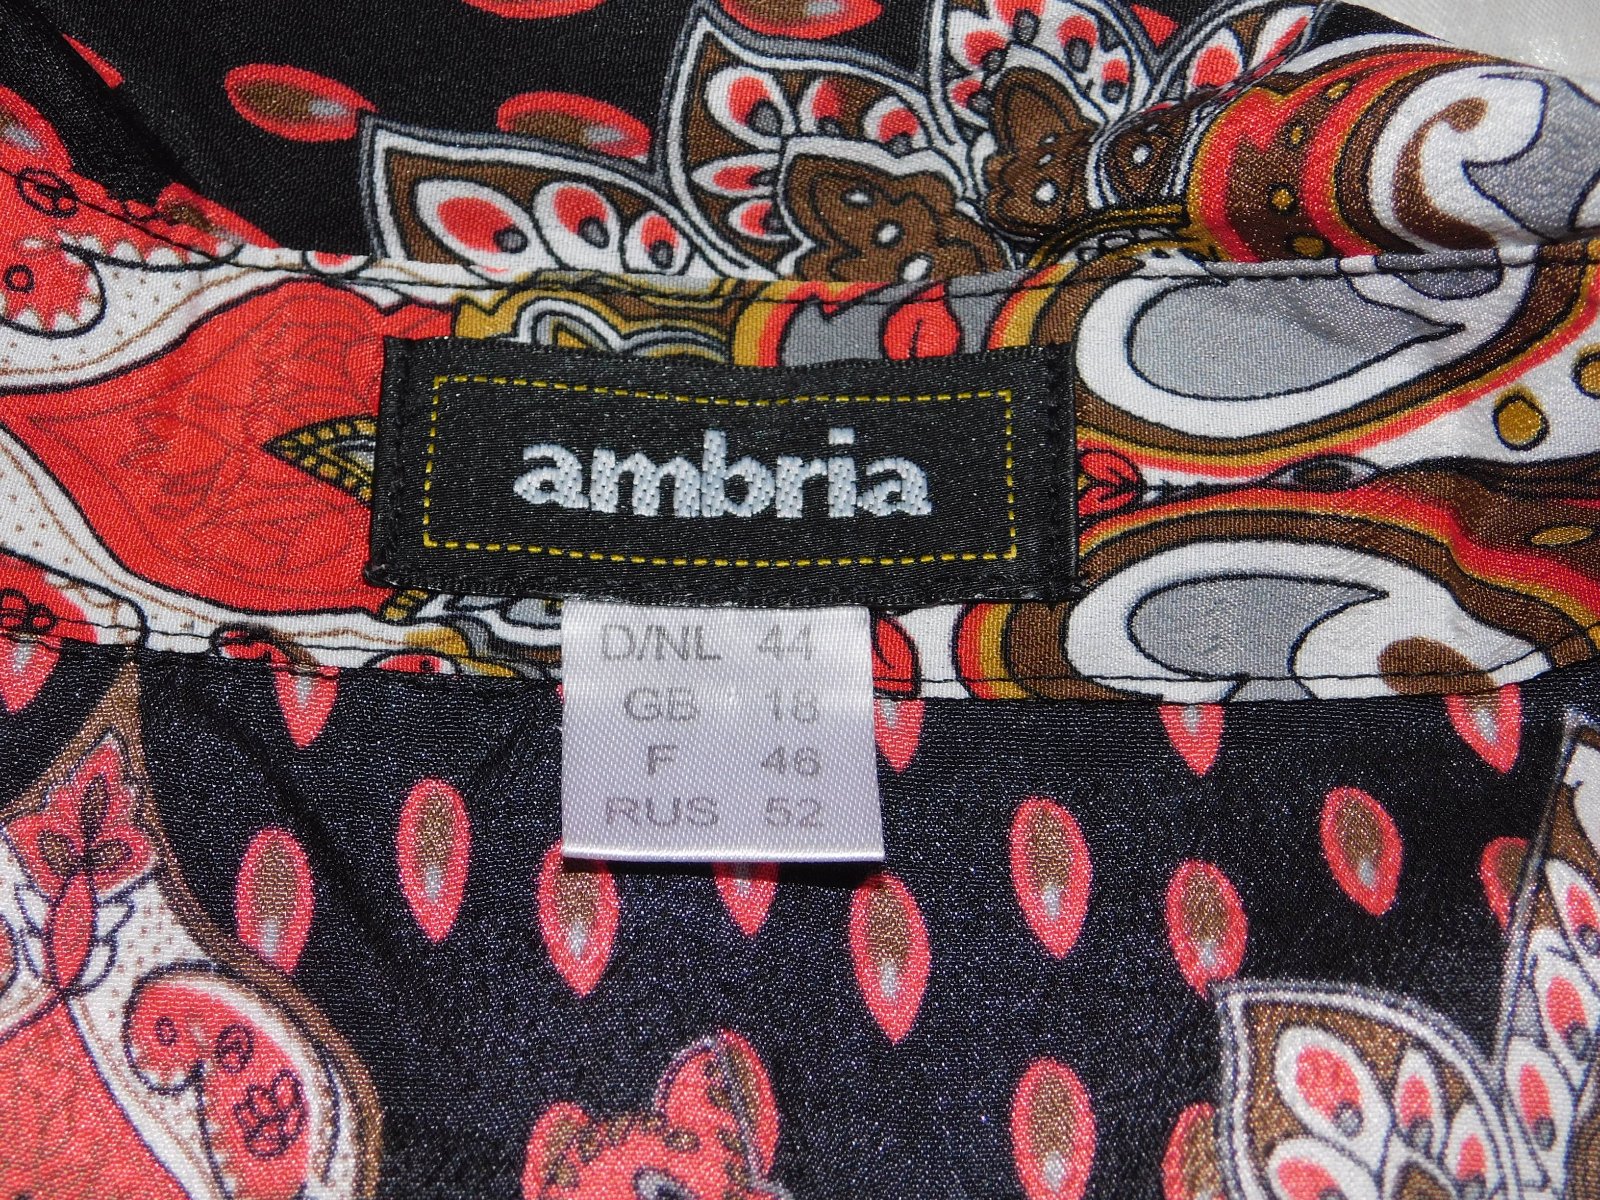 ambria
D/NL 44
GB 18
F 46
RUS 52